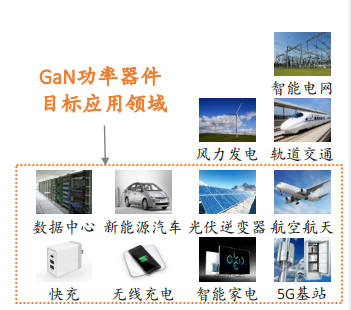 GaN功率器件
目标应用领域
智能电网
风力发电 轨道交通
数据中心 新能源汽车 光伏逆变器 航空航天
快充 无线充电 智能家电 5G基站